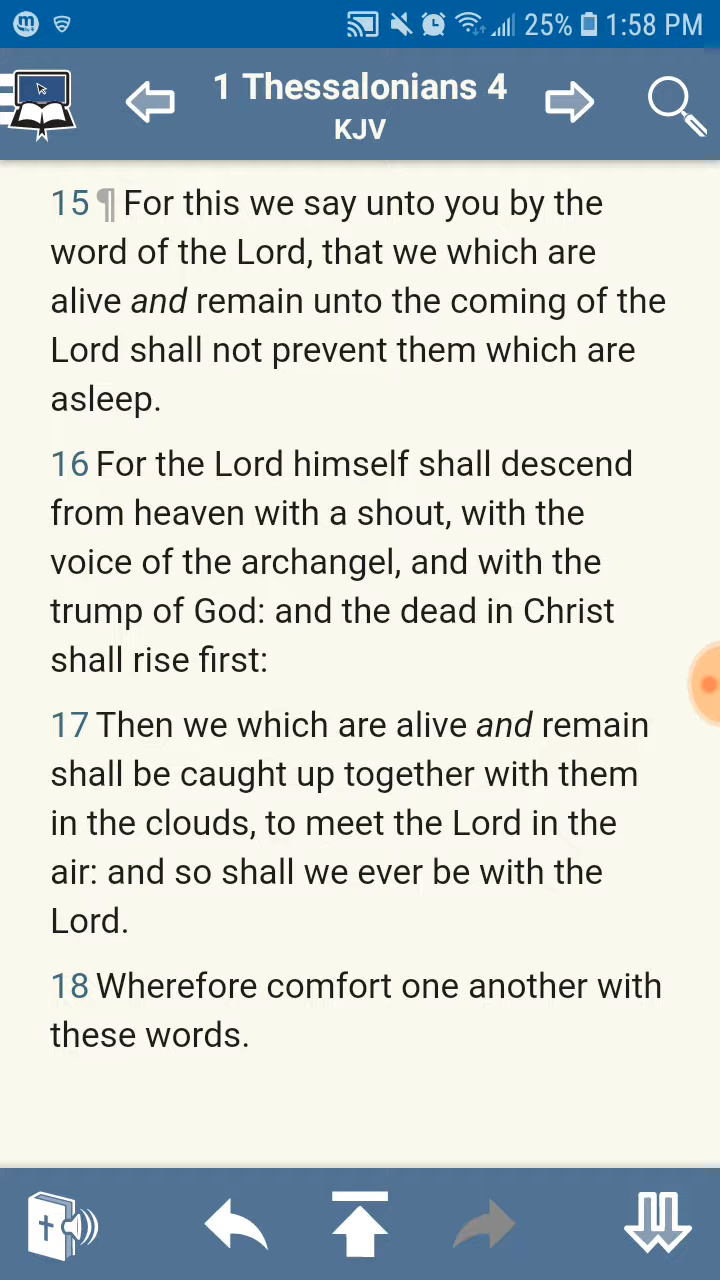 25% 1:58 PM
1 Thessalonians 4
KJV
15 ¶ For this we say unto you by the
word of the Lord, that we which are
alive and remain unto the coming of the
Lord shall not prevent them which are
asleep.
16 For the Lord himself shall descend
from heaven with a shout, with the
voice of the archangel, and with the
trump of God: and the dead in Christ
shall rise first:
17 Then we which are alive and remain
shall be caught up together with them
in the clouds, to meet the Lord in the
air: and so shall we ever be with the
Lord.
18 Wherefore comfort one another with
these words.